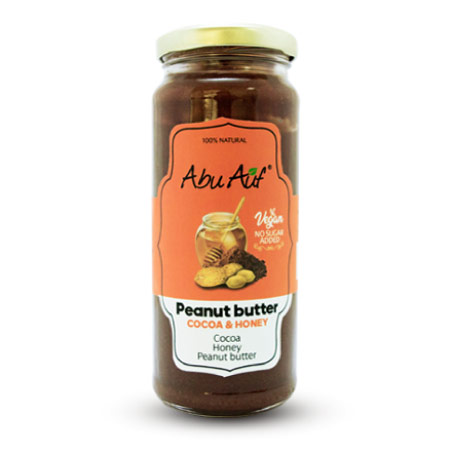 100% NATURAL
Abu Auf®
Vegan
NO SUGAR
ADDED
Peanut butter
COCOA & HONEY
Cocoa
Honey
Peanut butter